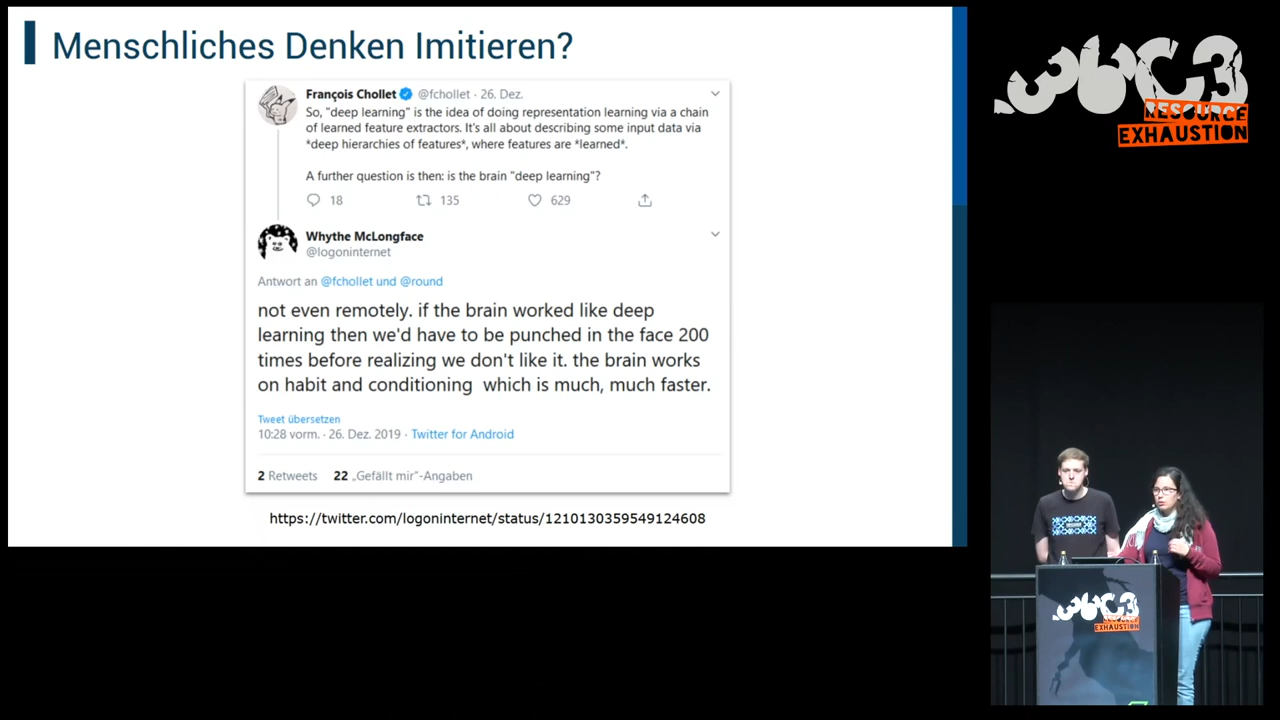 Menschliches Denken Imitieren?
François Chollet @fchollet · 26. Dez.
So, "deep learning" is the idea of doing representation learning via a chain
of learned feature extractors. It's all about describing some input data via
*deep hierarchies of features*, where features are *learned*.
A further question is then: is the brain "deep learning"?
18 135 629
Whythe McLongface
@logoninternet
Antwort an @fchollet und @round
not even remotely. if the brain worked like deep
learning then we'd have to be punched in the face 200
times before realizing we don't like it. the brain works
on habit and conditioning which is much, much faster.
Tweet übersetzen
10:28 vorm. · 26. Dez. 2019 · Twitter for Android
2 Retweets 22 „Gefällt mir“-Angaben
https://twitter.com/logoninternet/status/1210130359549124608
36C3
RESOURCE
EXHAUSTION
36C3
RESOURCE
EXHAUSTION